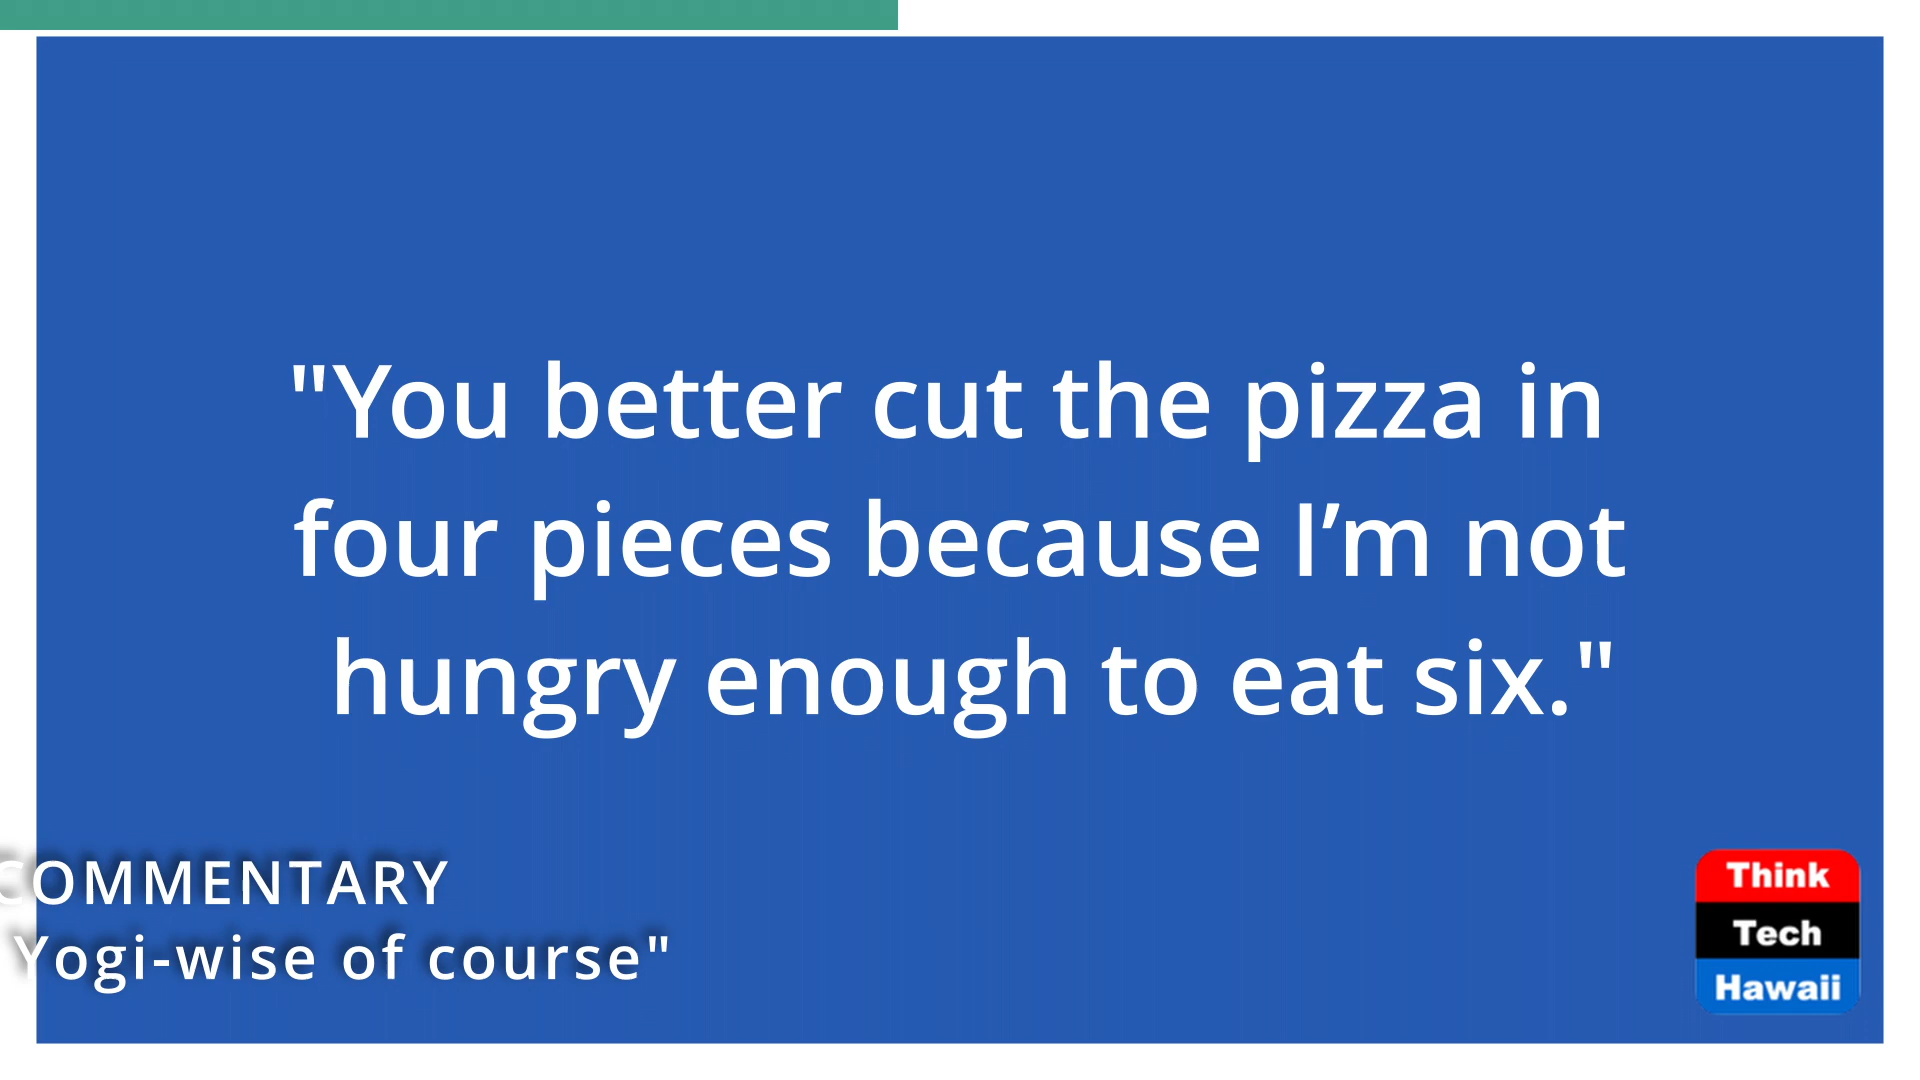 "You better cut the pizza in
four pieces because I’m not
hungry enough to eat six."
COMMENTARY
Yogi-wise of course"
Think
Tech
Hawaii